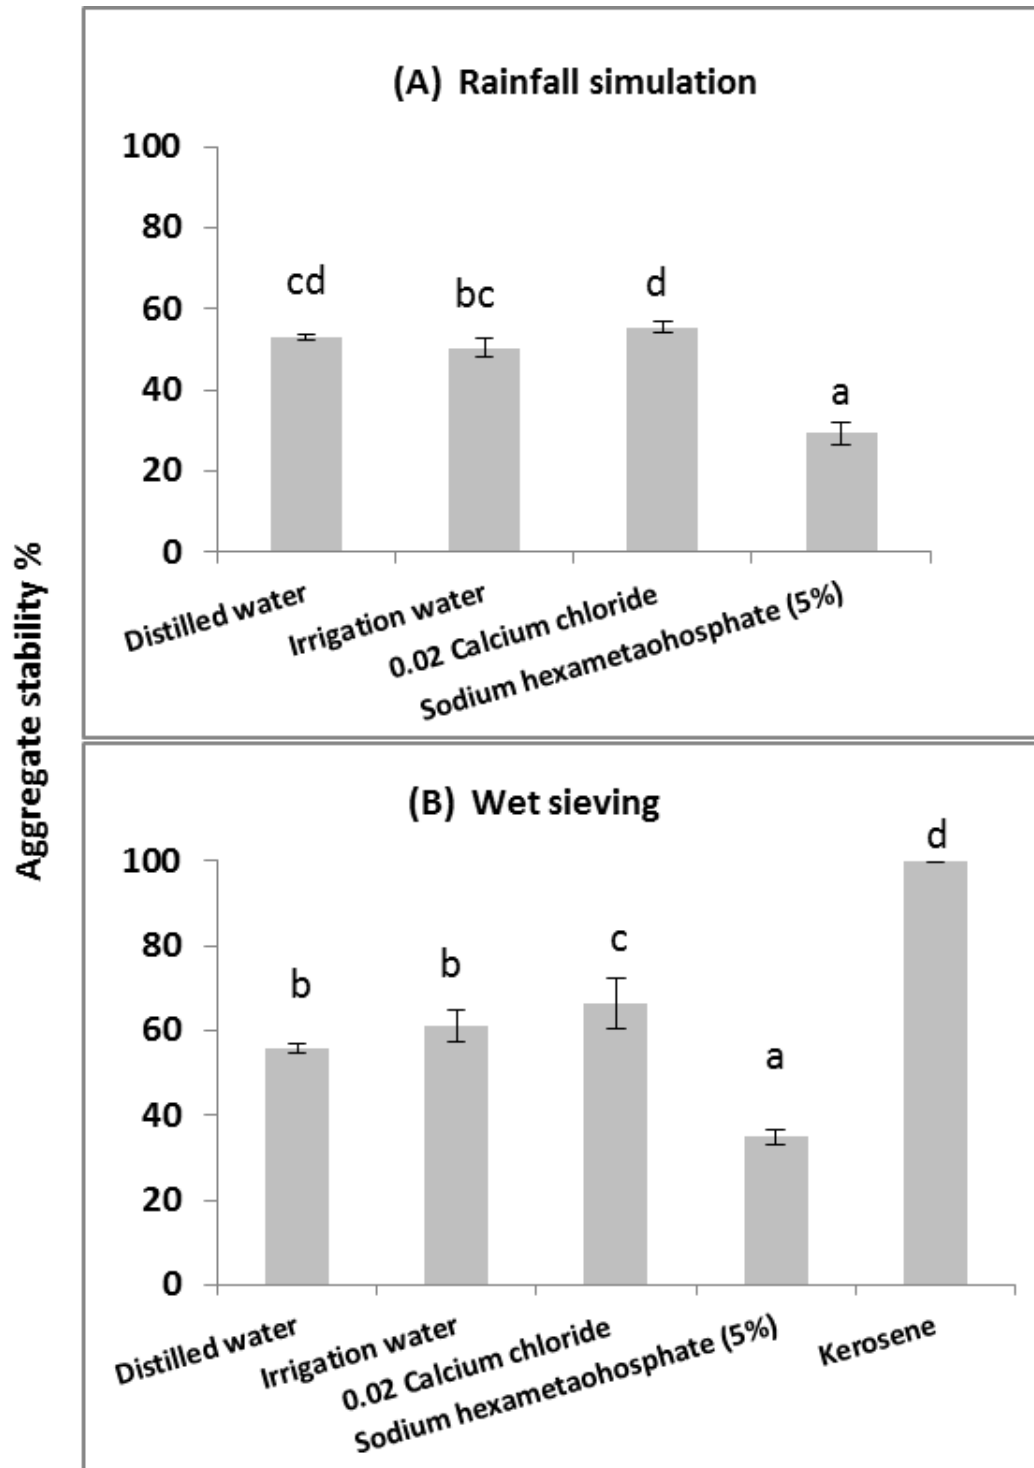 Aggregate stability %
(A) Rainfall simulation
100
80
60
40
20
0
cd
bc
d
a
Distilled water
Irrigation water
0.02 Calcium chloride
Sodium hexametaohosphate (5%)
(B) Wet sieving
100
80
60
40
20
0
b
b
c
a
d
Distilled water
Irrigation water
0.02 Calcium chloride
Sodium hexametaohosphate (5%)
Kerosene